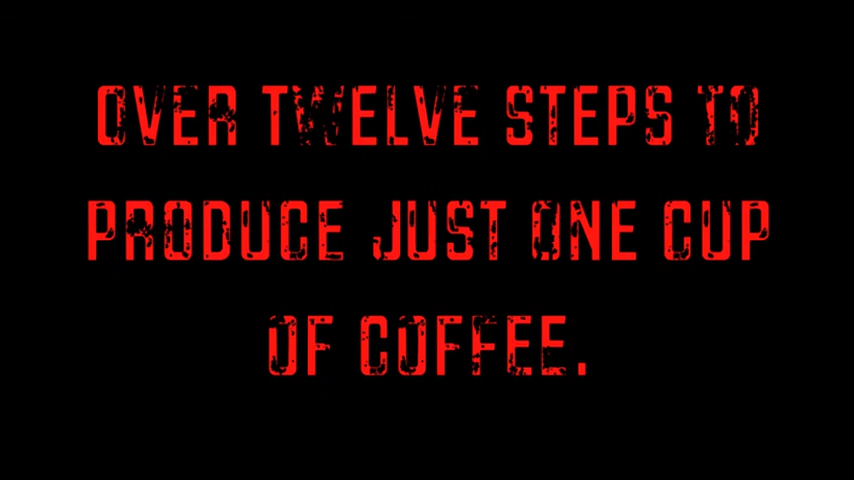 OVER TWELVE STEPS TO
PRODUCE JUST ONE CUP
OF COFFEE.